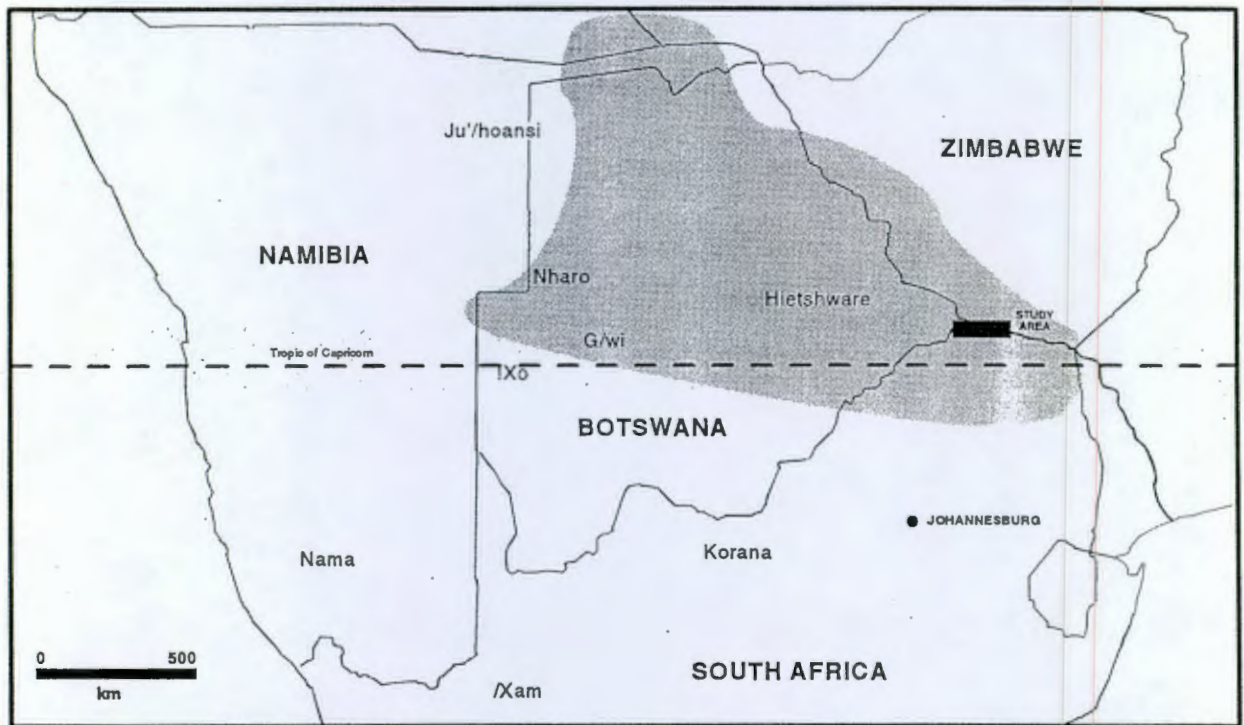 Ju'/hoansi
ZIMBABWE
NAMIBIA
Nharo
Hietshware
STUDY
AREA
G/wi
Tropic of Capricorn
!Xõ
BOTSWANA
JOHANNESBURG
Korana
Nama
0 500
km
SOUTH AFRICA
/Xam